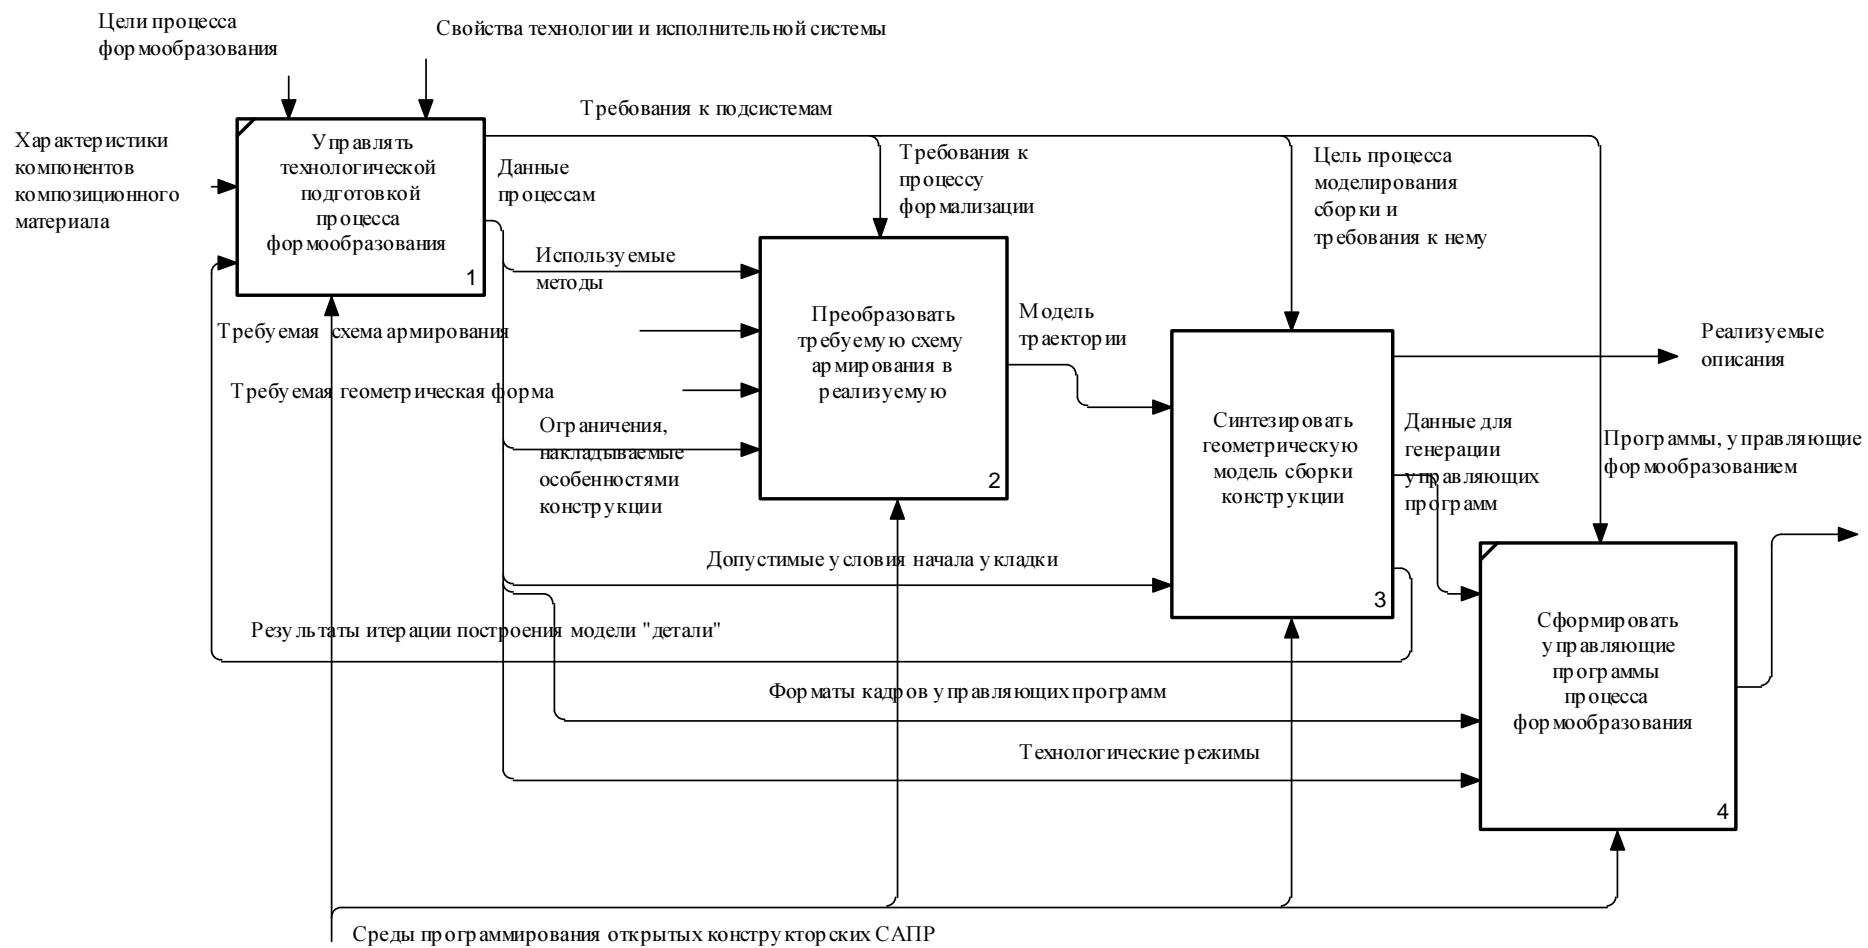 Цели процесса
формообразования
Свойства технологии и исполнительной системы
Характеристики
компонентов
композиционного
материала
Управлять
технологической
подготовкой
процесса
формообразования
1
Требования к подсистемам
Данные
процессам
Требования к
процессу
формализации
Цель процесса
моделирования
сборки и
требования к нему
Используемые
методы
Требуемая схема армирования
Требуемая геометрическая форма
Ограничения,
накладываемые
особенностями
конструкции
Преобразовать
требуемую схему
армирования в
реализуемую
2
Модель
траектории
Реализуемые
описания
Синтезировать
геометрическую
модель сборки
конструкции
3
Данные для
генерации
управляющих
программ
Программы, управляющие
формообразованием
Допустимые условия начала укладки
Результаты итерации построения модели "детали"
Форматы кадров управляющих программ
Технологические режимы
Сформировать
управляющие
программы
процесса
формообразования
4
Среды программирования открытых конструкторских САПР